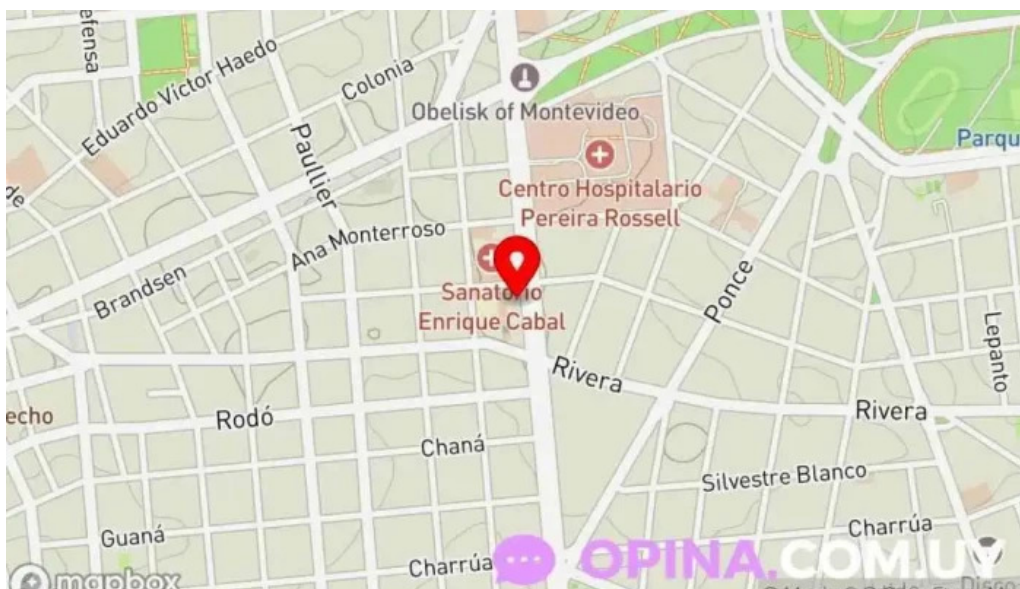 efensa
Eduardo Víctor Haedo
Colonia
Paullier
Obelisk of Montevideo
Parqu
Centro Hospitalario
Pereira Rossell
de
Ana Monterroso
Brandsen
Sanatorio
Enrique Cabal
Ponce
Lepanto
Rivera
Rivera
echo
Rodó
Chaná
Silvestre Blanco
Guaná
Charrúa
Charrúa
OPINA.COM.UY
mapbox
Disco